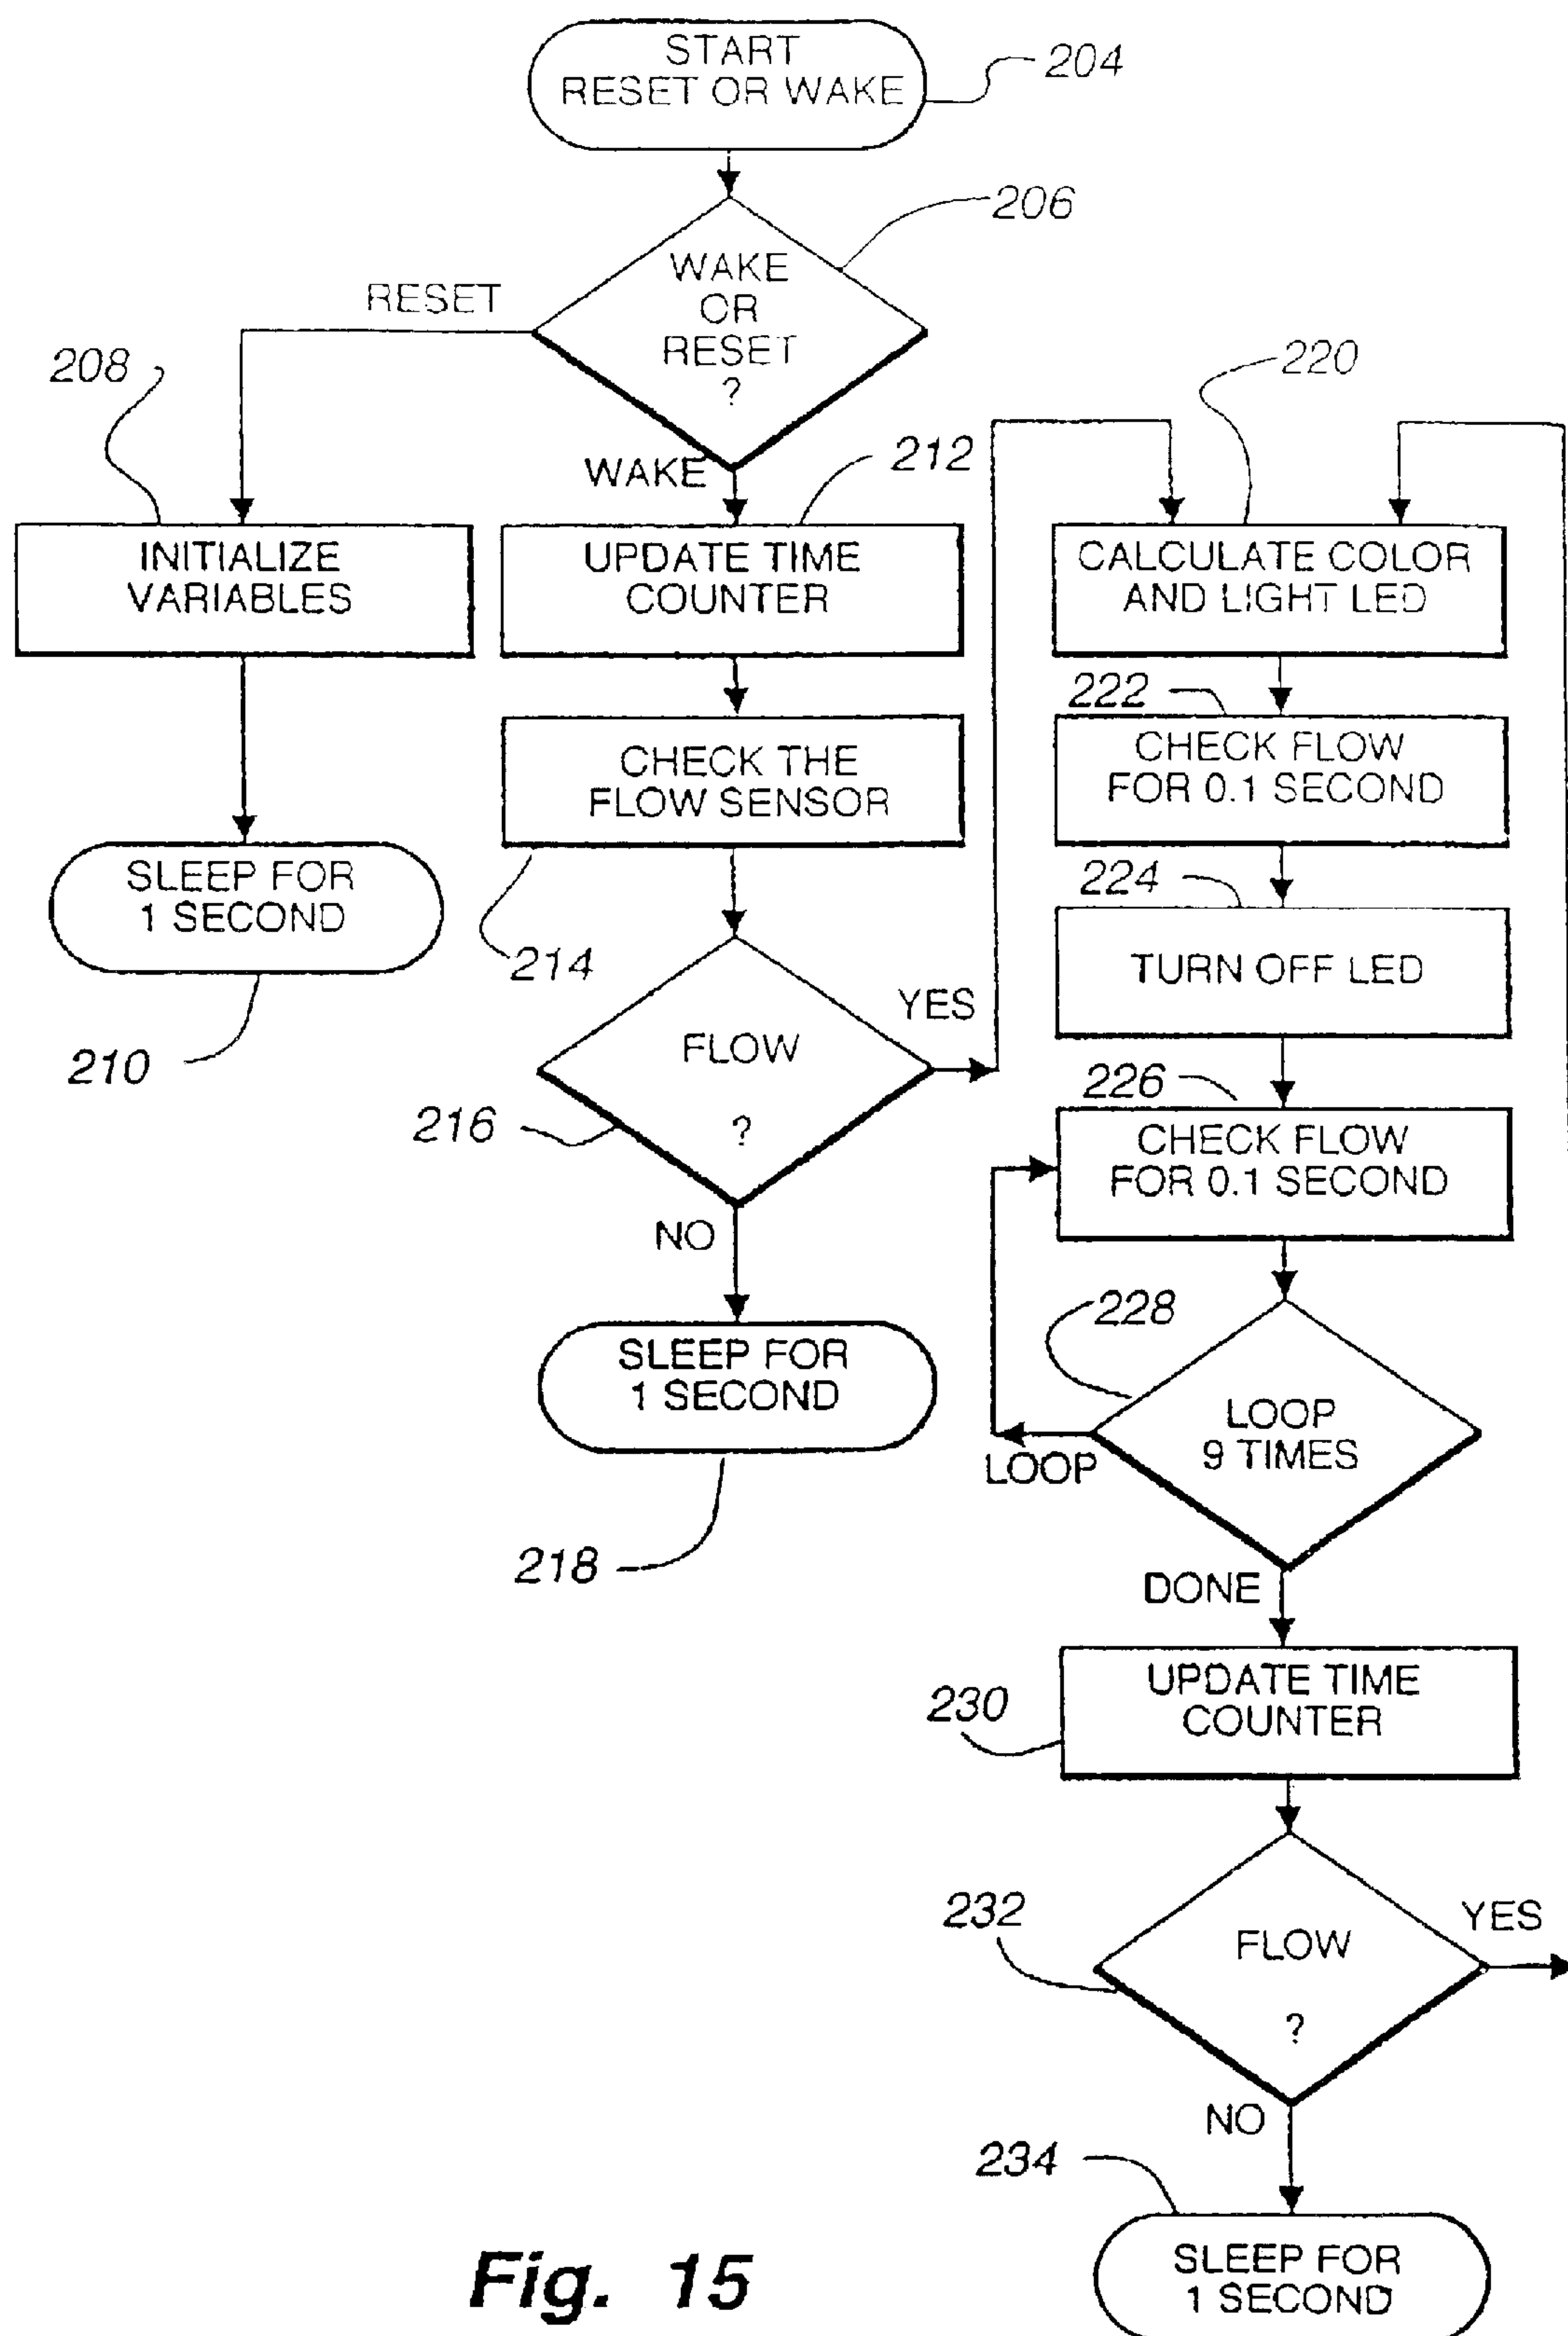 START
RESET OR WAKE
204
206
WAKE
OR
RESET
?
RESET
208
220
WAKE
212
INITIALIZE
VARIABLES
UPDATE TIME
COUNTER
CALCULATE COLOR
AND LIGHT LED
222
CHECK THE
FLOW SENSOR
CHECK FLOW
FOR 0.1 SECOND
SLEEP FOR
1 SECOND
224
214
TURN OFF LED
YES
FLOW
?
210
216
226
CHECK FLOW
FOR 0.1 SECOND
NO
228
SLEEP FOR
1 SECOND
LOOP
9 TIMES
LOOP
218
DONE
UPDATE TIME
COUNTER
230
232
YES
FLOW
?
NO
234
SLEEP FOR
1 SECOND
Fig. 15